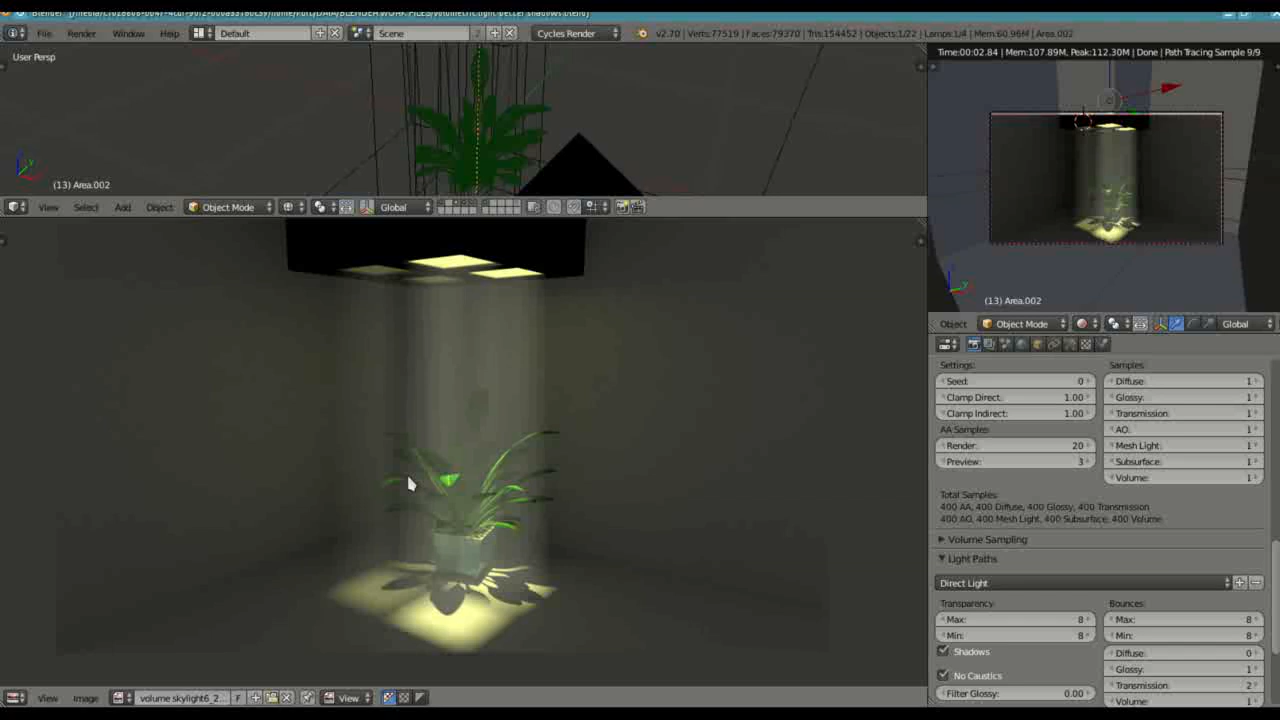 File Render Window Help Default Scene 2 Cycles Render v2.70 | Verts:77519 | Faces:79370 | Tris:154452 | Objects:1/22 | Lamps:1/4 | Mem:60.96M | Area.002
User Persp
Time:00:02.84 | Mem:107.89M, Peak:112.30M | Done | Path Tracing Sample 9/9
(13) Area.002
View Select Add Object Object Mode Global
(13) Area.002
Object Object Mode Global
Settings: Samples:
Seed: 0 Diffuse: 1
Clamp Direct: 1.00 Glossy: 1
Clamp Indirect: 1.00 Transmission: 1
AA Samples: AO: 1
Render: 20 Mesh Light: 1
Preview: 3 Subsurface: 1
Volume: 1
Total Samples:
400 AA, 400 Diffuse, 400 Glossy, 400 Transmission
400 AO, 400 Mesh Light, 400 Subsurface, 400 Volume
Volume Sampling
Light Paths
Direct Light
Transparency: Bounces:
Max: 8 Max: 8
Min: 8 Min: 8
Shadows Diffuse: 0
Glossy: 1
No Caustics Transmission: 2
Filter Glossy: 0.00 Volume: 1
View Image volume skylight6_2... F View